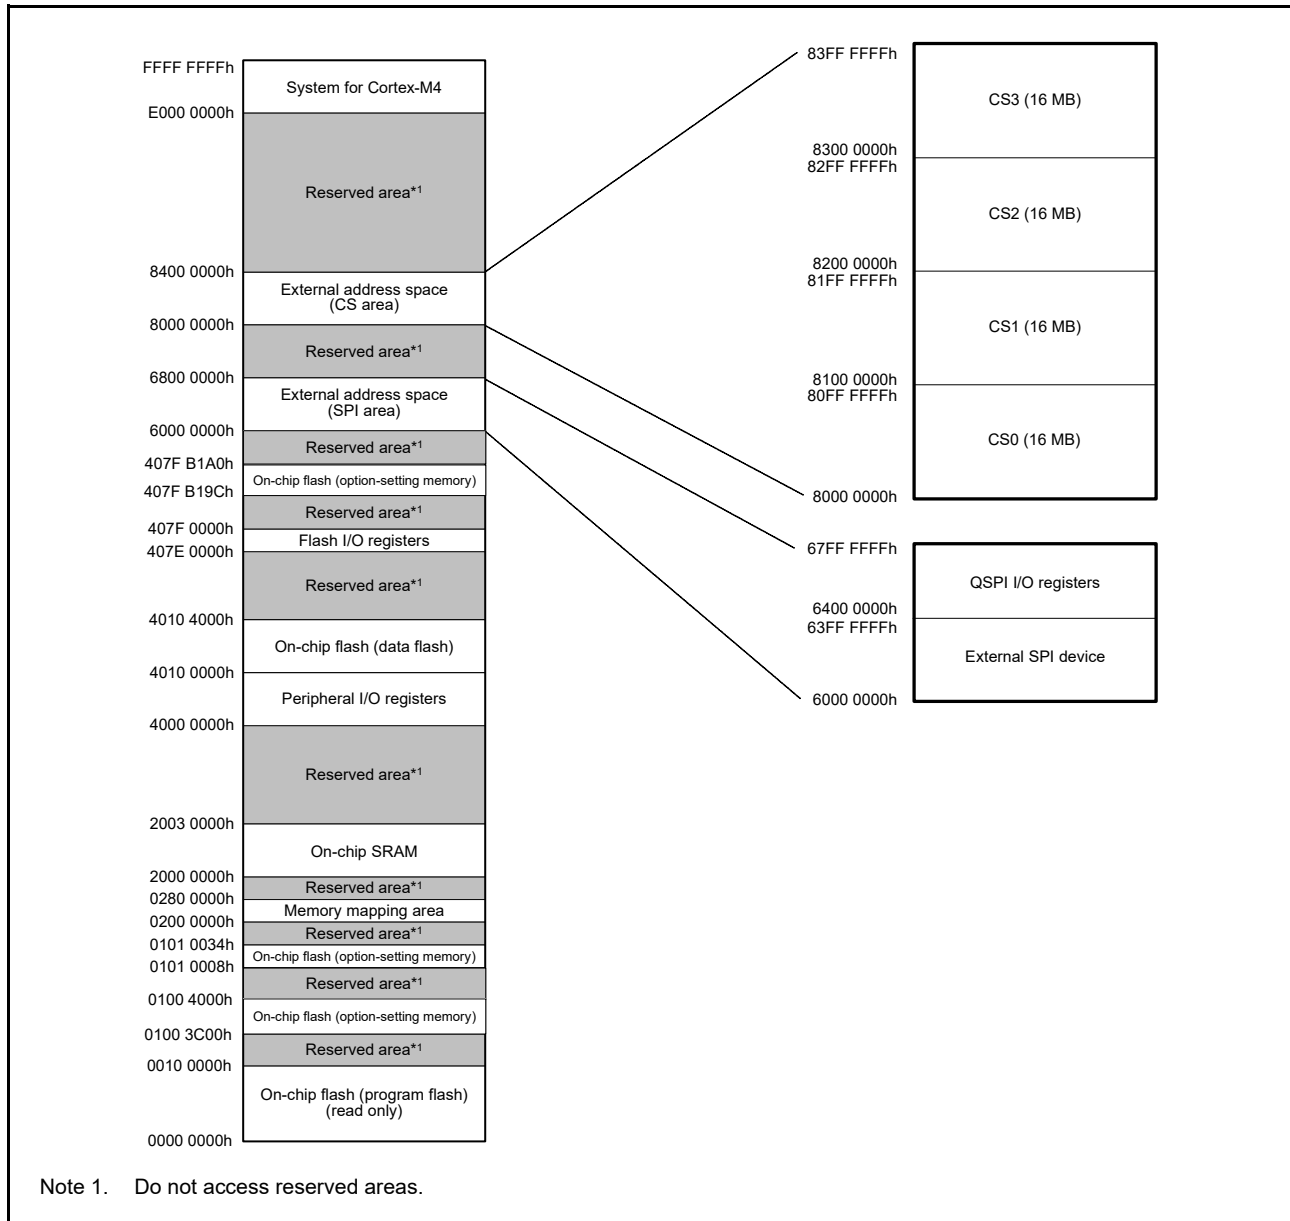 FFFF FFFFh
System for Cortex-M4
E000 0000h
Reserved area*1
8400 0000h
External address space
(CS area)
8000 0000h
Reserved area*1
6800 0000h
External address space
(SPI area)
6000 0000h
Reserved area*1
407F B1A0h
On-chip flash (option-setting memory)
407F B19Ch
Reserved area*1
407F 0000h
Flash I/O registers
407E 0000h
Reserved area*1
4010 4000h
On-chip flash (data flash)
4010 0000h
Peripheral I/O registers
4000 0000h
Reserved area*1
2003 0000h
On-chip SRAM
2000 0000h
Reserved area*1
0280 0000h
Memory mapping area
0200 0000h
Reserved area*1
0101 0034h
On-chip flash (option-setting memory)
0101 0008h
Reserved area*1
0100 4000h
On-chip flash (option-setting memory)
0100 3C00h
Reserved area*1
0010 0000h
On-chip flash (program flash)
(read only)
0000 0000h
83FF FFFFh
CS3 (16 MB)
8300 0000h
82FF FFFFh
CS2 (16 MB)
8200 0000h
81FF FFFFh
CS1 (16 MB)
8100 0000h
80FF FFFFh
CS0 (16 MB)
8000 0000h
67FF FFFFh
QSPI I/O registers
6400 0000h
63FF FFFFh
External SPI device
6000 0000h
Note 1. Do not access reserved areas.